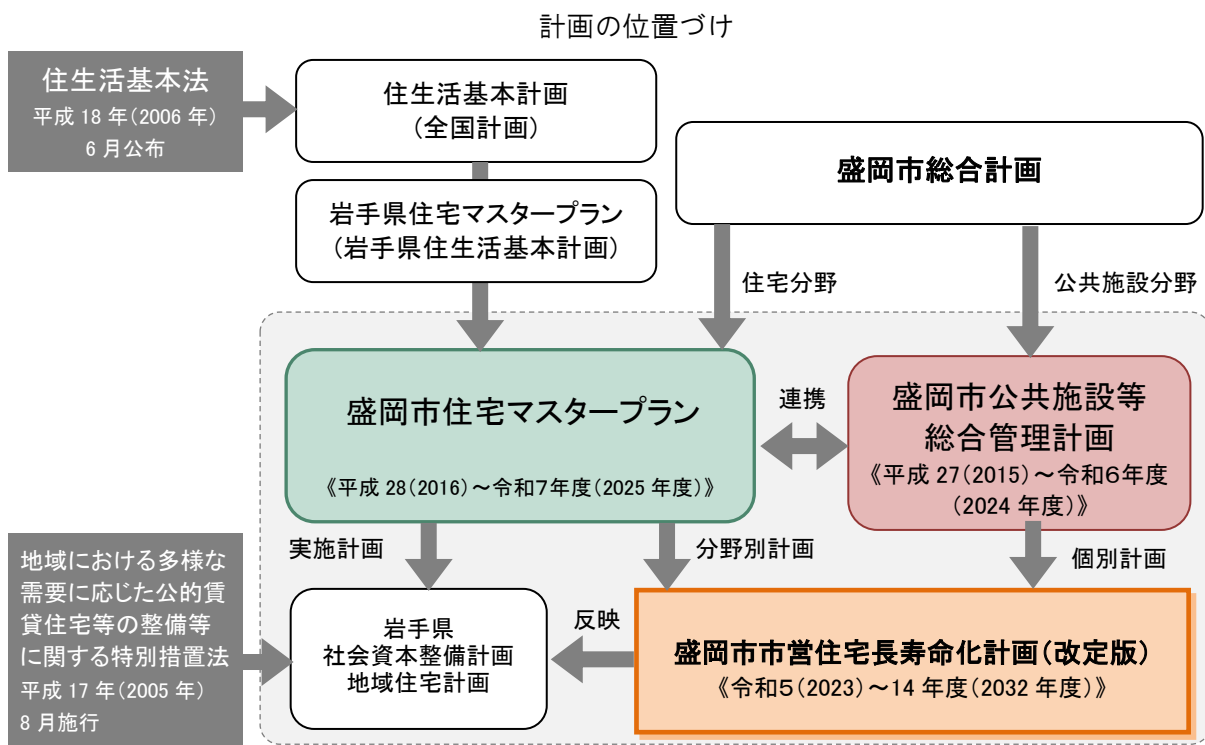 計画の位置づけ
住生活基本法
平成 18 年(2006 年)
6 月公布
住生活基本計画
(全国計画)
盛岡市総合計画
岩手県住宅マスタープラン
(岩手県住生活基本計画)
住宅分野
公共施設分野
盛岡市住宅マスタープラン
《平成 28(2016)~令和7年度(2025 年度)》
連携
盛岡市公共施設等
総合管理計画
《平成 27(2015)~令和6年度
(2024 年度)》
実施計画
分野別計画
個別計画
地域における多様な
需要に応じた公的賃
貸住宅等の整備等
に関する特別措置法
平成 17 年(2005 年)
8 月施行
岩手県
社会資本整備計画
地域住宅計画
反映
盛岡市市営住宅長寿命化計画(改定版)
《令和5(2023)~14 年度(2032 年度)》